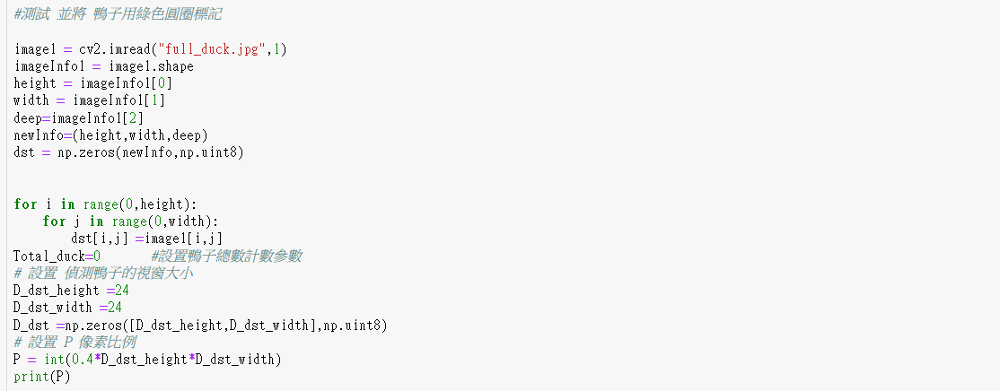 #測試 並將 鴨子用綠色圓圈標記
image1 = cv2.imread("full_duck.jpg",1)
imageInfo1 = image1.shape
height = imageInfo1[0]
width = imageInfo1[1]
deep=imageInfo1[2]
newInfo=(height,width,deep)
dst = np.zeros(newInfo,np.uint8)
for i in range(0,height):
    for j in range(0,width):
        dst[i,j] =image1[i,j]
Total_duck=0       #設置鴨子總數計數參數
# 設置 偵測鴨子的視窗大小
D_dst_height =24
D_dst_width =24
D_dst =np.zeros([D_dst_height,D_dst_width],np.uint8)
# 設置 P 像素比例
P = int(0.4*D_dst_height*D_dst_width)
print(P)